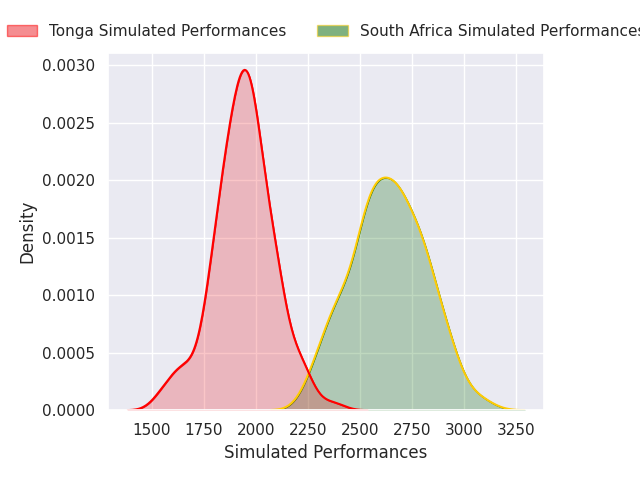 Tonga Simulated Performances South Africa Simulated Performances
0.0030
0.0025
0.0020
0.0015
0.0010
0.0005
0.0000
Density
1500 1750 2000 2250 2500 2750 3000 3250
Simulated Performances